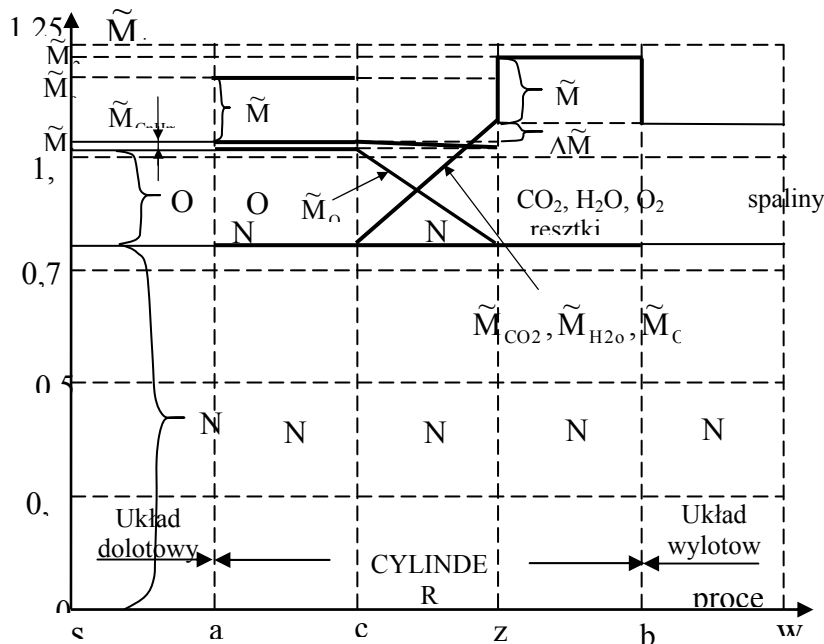 1.25
M̃
M̃
M̃
M̃
M̃
M̃
ΔM̃
1,
O
O
M̃
CO₂, H₂O, O₂
spaliny
N
N
resztki
0,7
M̃CO2, M̃H2o, M̃
0,5
N
N
N
N
N
0,
Układ
dolotowy
CYLINDE
R
Układ
wylotow
0
proce
s
a
c
z
b
w